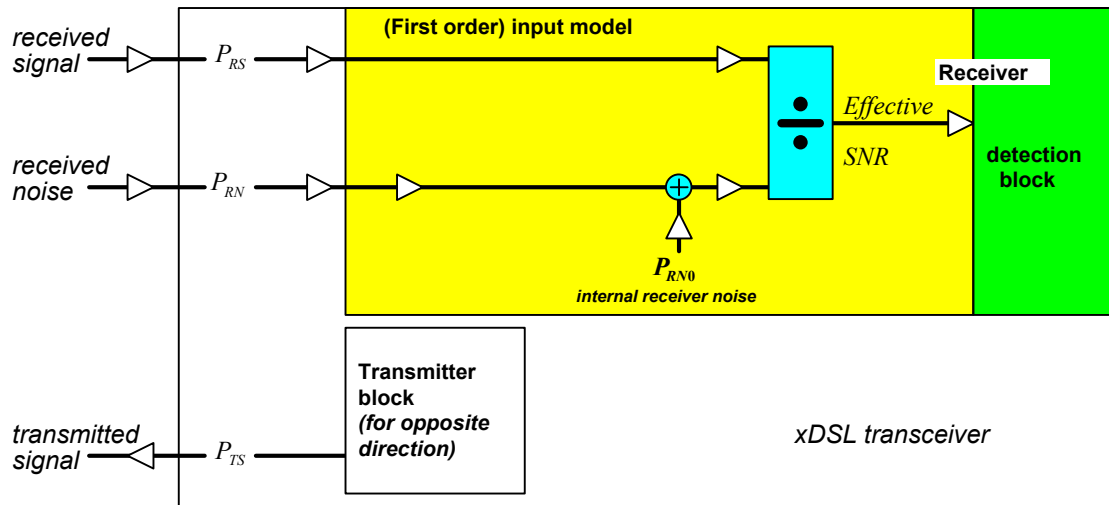 received
signal
P_RS
(First order) input model
Receiver
Effective
SNR
detection
block
received
noise
P_RN
P_RN0
internal receiver noise
Transmitter
block
(for opposite
direction)
transmitted
signal
P_TS
xDSL transceiver